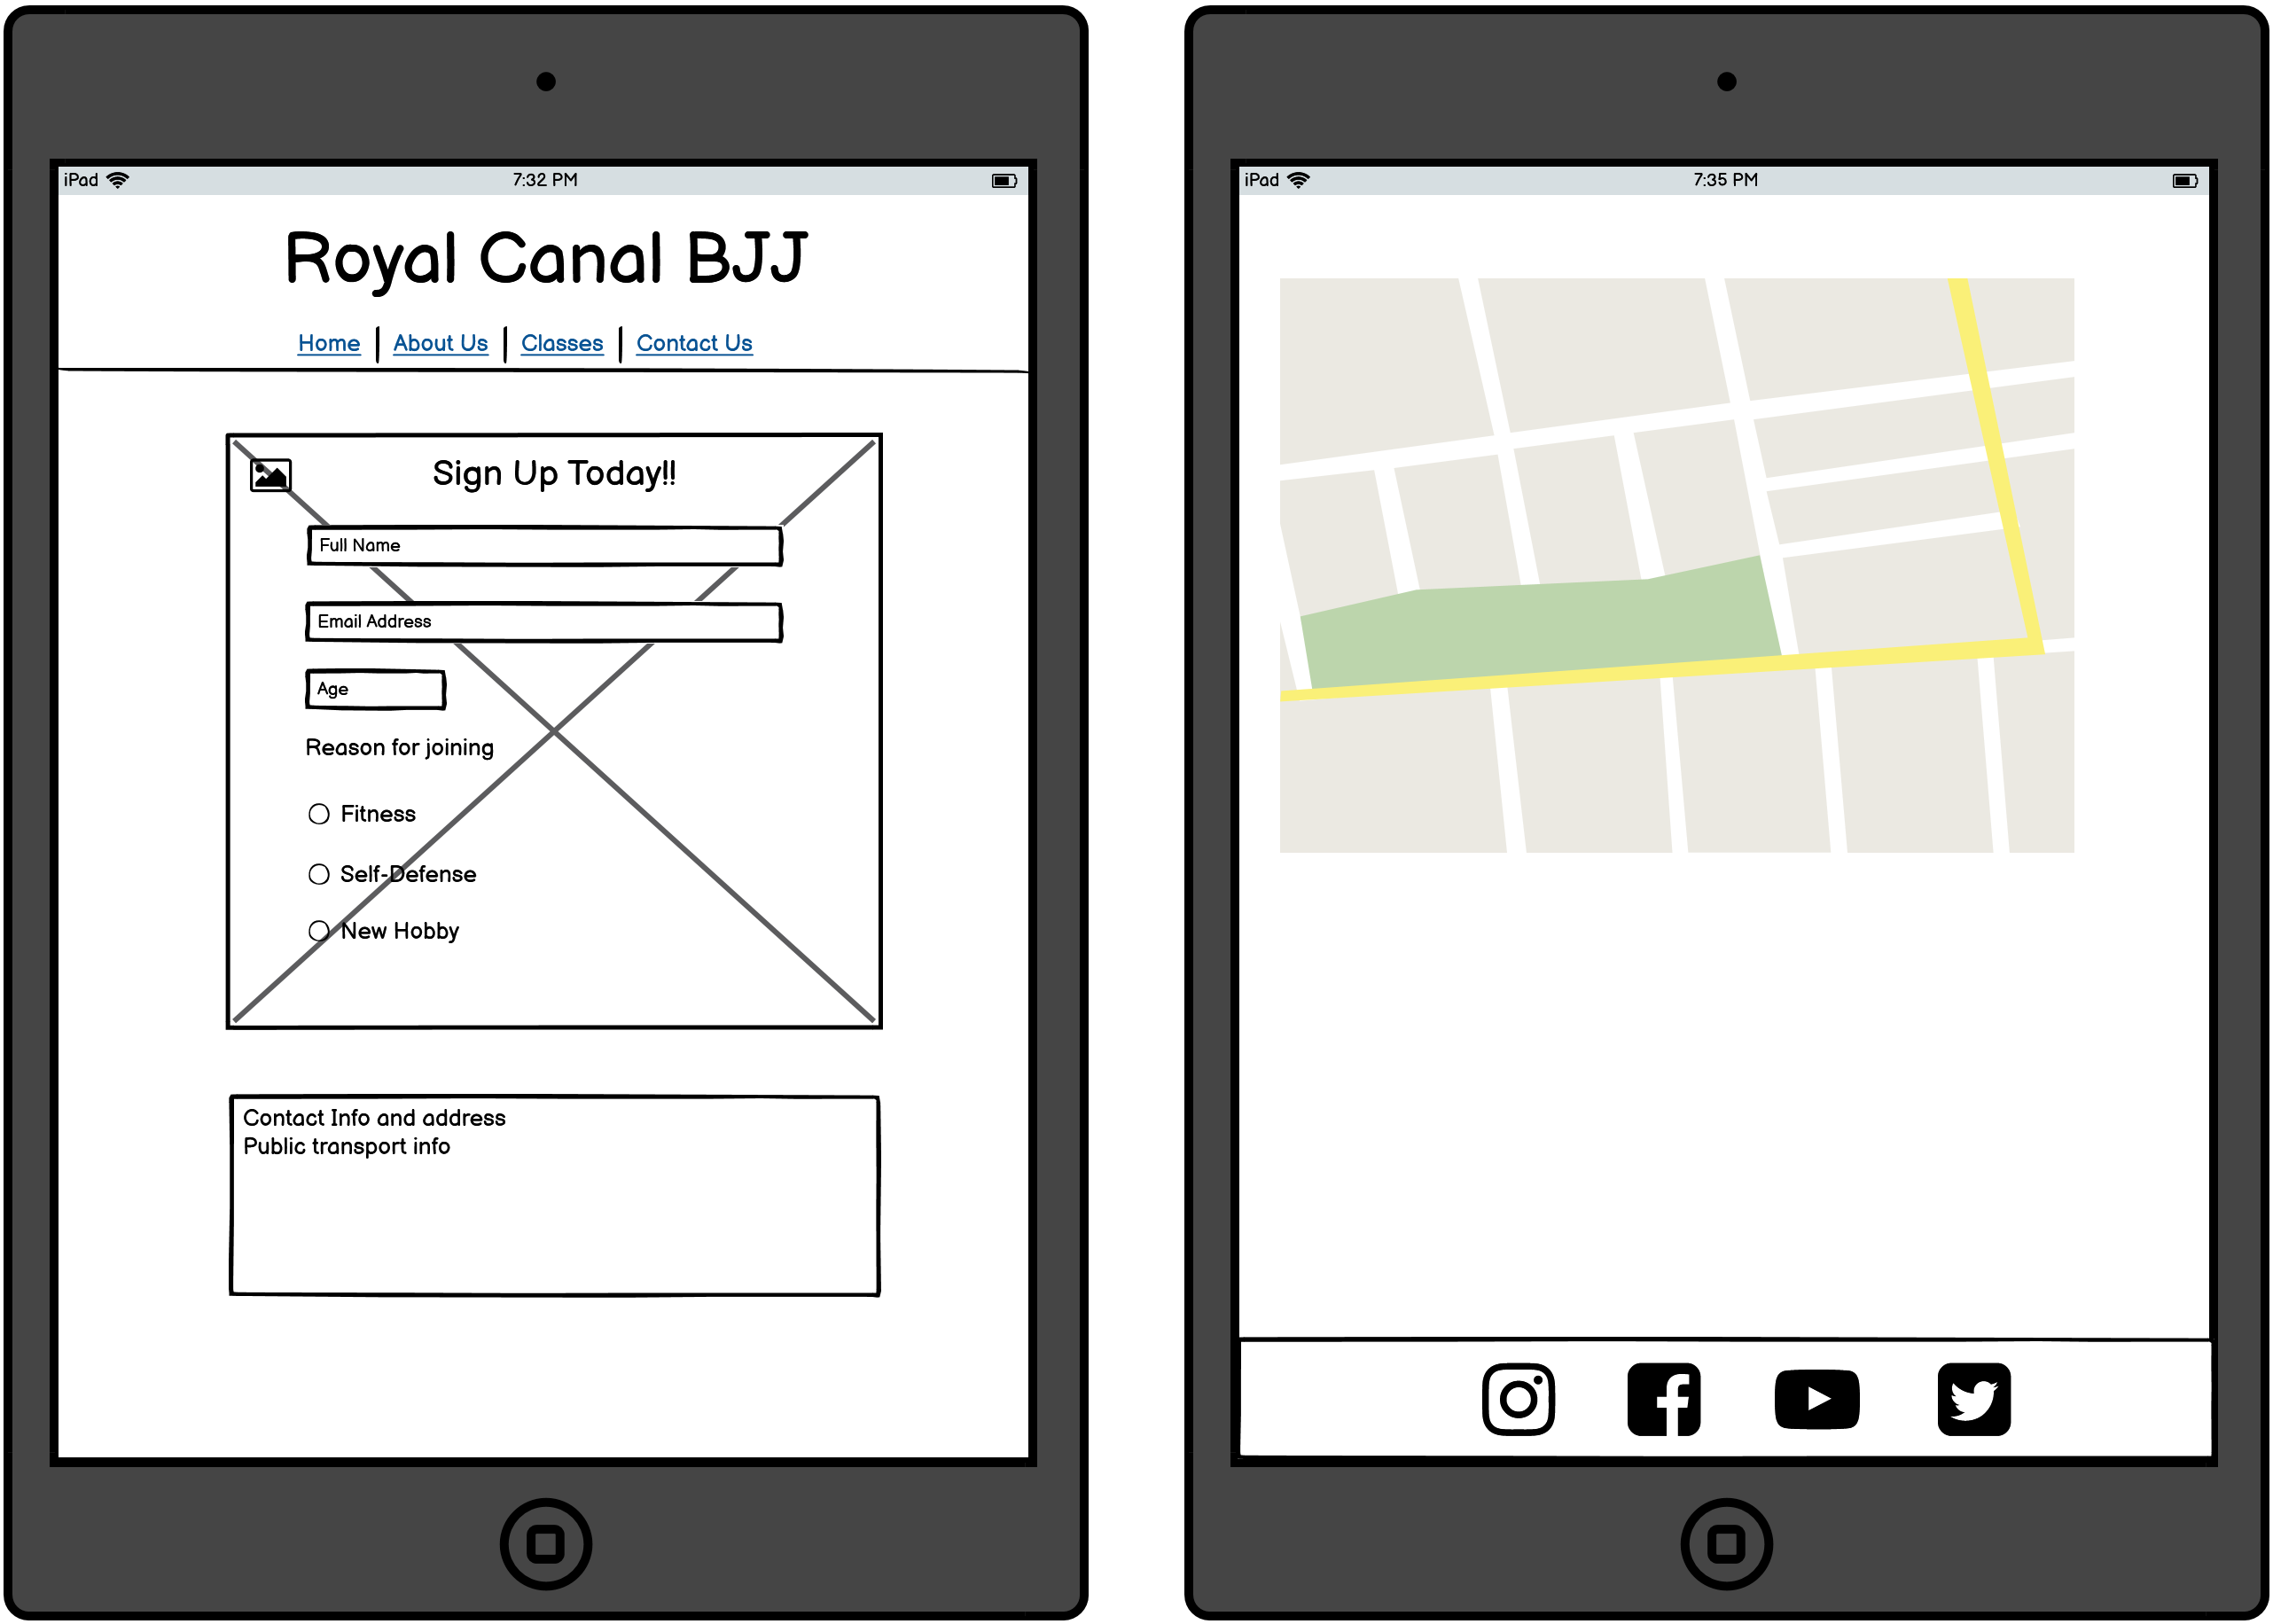 iPad 7:32 PM
Royal Canal BJJ
Home About Us Classes Contact Us
Sign Up Today!!
Full Name
Email Address
Age
Reason for joining
Fitness
Self-Defense
New Hobby
Contact Info and address
Public transport info
iPad 7:35 PM